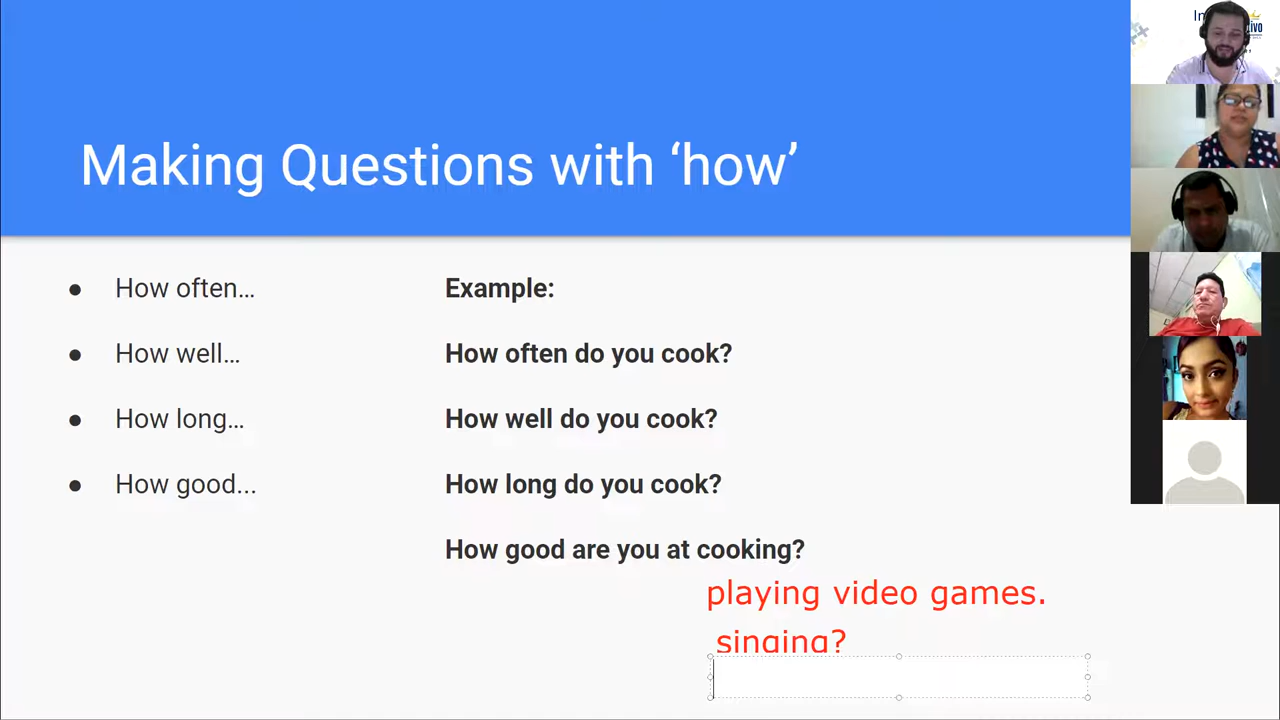 Making Questions with ‘how’
● How often…
● How well…
● How long…
● How good...
Example:
How often do you cook?
How well do you cook?
How long do you cook?
How good are you at cooking?
playing video games.
singing?